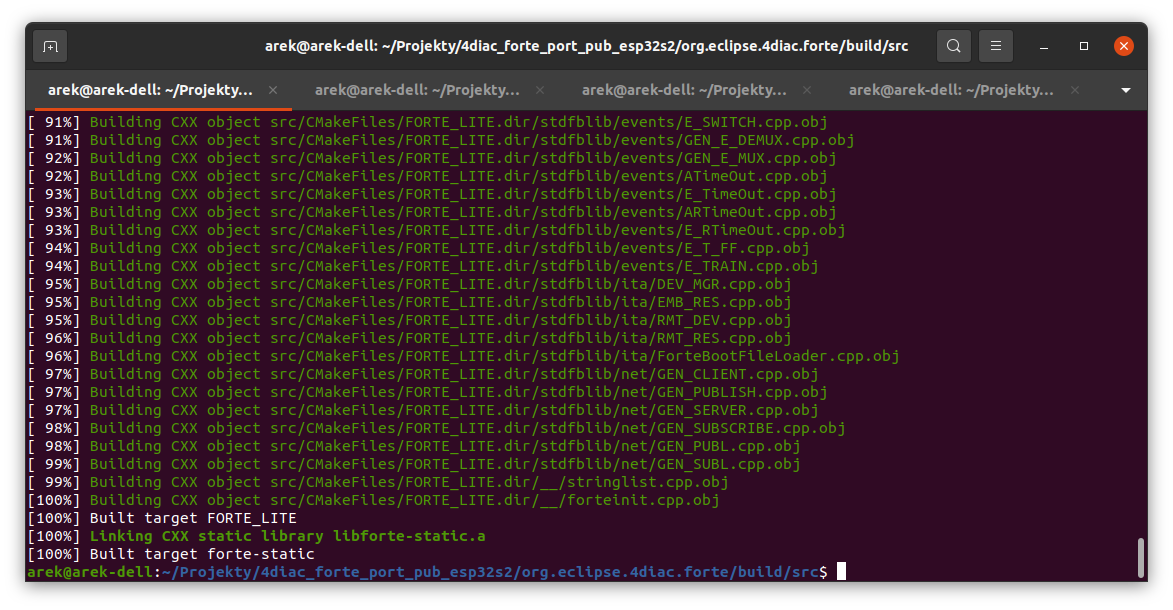 arek@arek-dell: ~/Projekty/4diac_forte_port_pub_esp32s2/org.eclipse.4diac.forte/build/src
arek@arek-dell: ~/Projekty... arek@arek-dell: ~/Projekty... arek@arek-dell: ~/Projekty... arek@arek-dell: ~/Projekty...
[ 91%] Building CXX object src/CMakeFiles/FORTE_LITE.dir/stdfblib/events/E_SWITCH.cpp.obj
[ 91%] Building CXX object src/CMakeFiles/FORTE_LITE.dir/stdfblib/events/GEN_E_DEMUX.cpp.obj
[ 92%] Building CXX object src/CMakeFiles/FORTE_LITE.dir/stdfblib/events/GEN_E_MUX.cpp.obj
[ 92%] Building CXX object src/CMakeFiles/FORTE_LITE.dir/stdfblib/events/ATimeOut.cpp.obj
[ 93%] Building CXX object src/CMakeFiles/FORTE_LITE.dir/stdfblib/events/E_TimeOut.cpp.obj
[ 93%] Building CXX object src/CMakeFiles/FORTE_LITE.dir/stdfblib/events/ARTimeOut.cpp.obj
[ 93%] Building CXX object src/CMakeFiles/FORTE_LITE.dir/stdfblib/events/E_RTimeOut.cpp.obj
[ 94%] Building CXX object src/CMakeFiles/FORTE_LITE.dir/stdfblib/events/E_T_FF.cpp.obj
[ 94%] Building CXX object src/CMakeFiles/FORTE_LITE.dir/stdfblib/events/E_TRAIN.cpp.obj
[ 95%] Building CXX object src/CMakeFiles/FORTE_LITE.dir/stdfblib/ita/DEV_MGR.cpp.obj
[ 95%] Building CXX object src/CMakeFiles/FORTE_LITE.dir/stdfblib/ita/EMB_RES.cpp.obj
[ 95%] Building CXX object src/CMakeFiles/FORTE_LITE.dir/stdfblib/ita/RMT_DEV.cpp.obj
[ 96%] Building CXX object src/CMakeFiles/FORTE_LITE.dir/stdfblib/ita/RMT_RES.cpp.obj
[ 96%] Building CXX object src/CMakeFiles/FORTE_LITE.dir/stdfblib/ita/ForteBootFileLoader.cpp.obj
[ 97%] Building CXX object src/CMakeFiles/FORTE_LITE.dir/stdfblib/net/GEN_CLIENT.cpp.obj
[ 97%] Building CXX object src/CMakeFiles/FORTE_LITE.dir/stdfblib/net/GEN_PUBLISH.cpp.obj
[ 97%] Building CXX object src/CMakeFiles/FORTE_LITE.dir/stdfblib/net/GEN_SERVER.cpp.obj
[ 98%] Building CXX object src/CMakeFiles/FORTE_LITE.dir/stdfblib/net/GEN_SUBSCRIBE.cpp.obj
[ 98%] Building CXX object src/CMakeFiles/FORTE_LITE.dir/stdfblib/net/GEN_PUBL.cpp.obj
[ 99%] Building CXX object src/CMakeFiles/FORTE_LITE.dir/stdfblib/net/GEN_SUBL.cpp.obj
[ 99%] Building CXX object src/CMakeFiles/FORTE_LITE.dir/__/stringlist.cpp.obj
[100%] Building CXX object src/CMakeFiles/FORTE_LITE.dir/__/forteinit.cpp.obj
[100%] Built target FORTE_LITE
[100%] Linking CXX static library libforte-static.a
[100%] Built target forte-static
arek@arek-dell:~/Projekty/4diac_forte_port_pub_esp32s2/org.eclipse.4diac.forte/build/src$